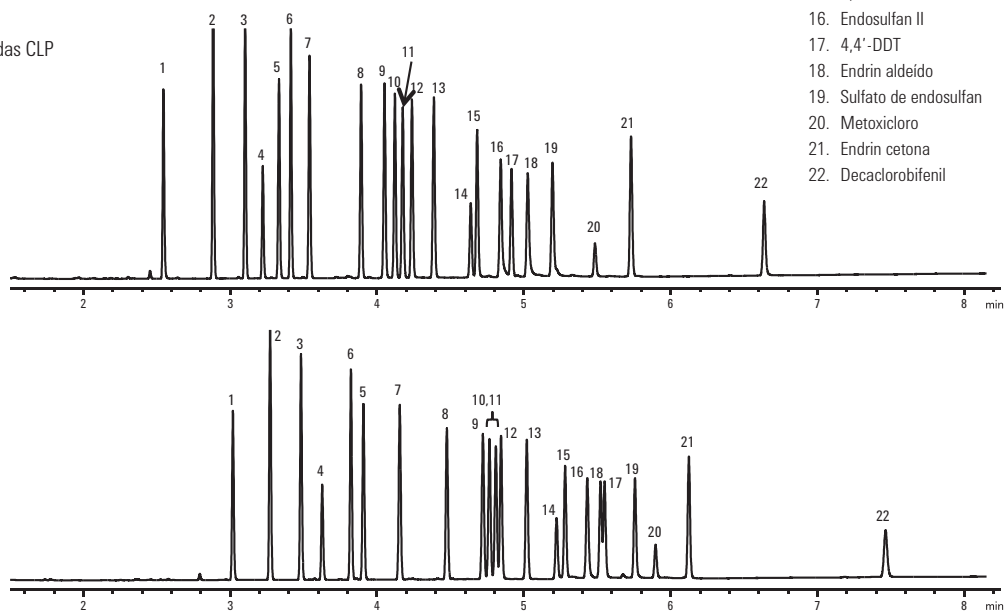 das CLP
16. Endosulfan II
17. 4,4′-DDT
18. Endrin aldeído
19. Sulfato de endosulfan
20. Metoxicloro
21. Endrin cetona
22. Decaclorobifenil
1 2 3 4 5 6 7 8 9 10 11 12 13 14 15 16 17 18 19 20 21 22
2 3 4 5 6 7 8 min
1 2 3 4 6 5 7 8 9 10,11 12 13 14 15 16 18 17 19 20 21 22
2 3 4 5 6 7 8 min